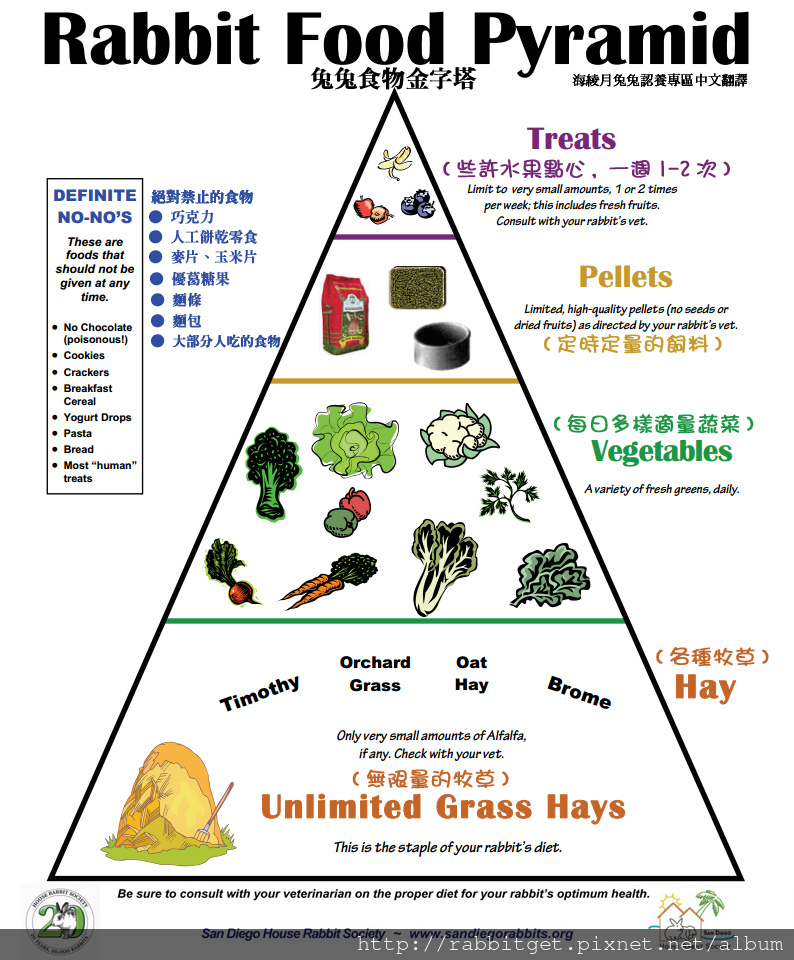 Rabbit Food Pyramid
兔兔食物金字塔
海綾月兔兔認養專區中文翻譯
Treats
（些許水果點心，一週1-2次）
Limit to very small amounts, 1 or 2 times
per week; this includes fresh fruits.
Consult with your rabbit's vet.
DEFINITE
NO-NO'S
These are
foods that
should not be
given at any
time.
• No Chocolate
(poisonous!)
• Cookies
• Crackers
• Breakfast
Cereal
• Yogurt Drops
• Pasta
• Bread
• Most “human”
treats
絕對禁止的食物
● 巧克力
● 人工餅乾零食
● 麥片、玉米片
● 優葛糖果
● 麵條
● 麵包
● 大部分人吃的食物
Pellets
Limited, high-quality pellets (no seeds or
dried fruits) as directed by your rabbit's vet.
（定時定量的飼料）
（每日多樣適量蔬菜）
Vegetables
A variety of fresh greens, daily.
（各種牧草）
Hay
Timothy
Orchard
Grass
Oat
Hay
Brome
Only very small amounts of Alfalfa,
if any. Check with your vet.
（無限量的牧草）
Unlimited Grass Hays
This is the staple of your rabbit's diet.
Be sure to consult with your veterinarian on the proper diet for your rabbit's optimum health.
San Diego House Rabbit Society ~ www.sandiegorabbits.org
HOUSE RABBIT SOCIETY
20
20 YEARS, 20,000 RABBITS
San Diego
http://rabbitget.pixnet.net/album